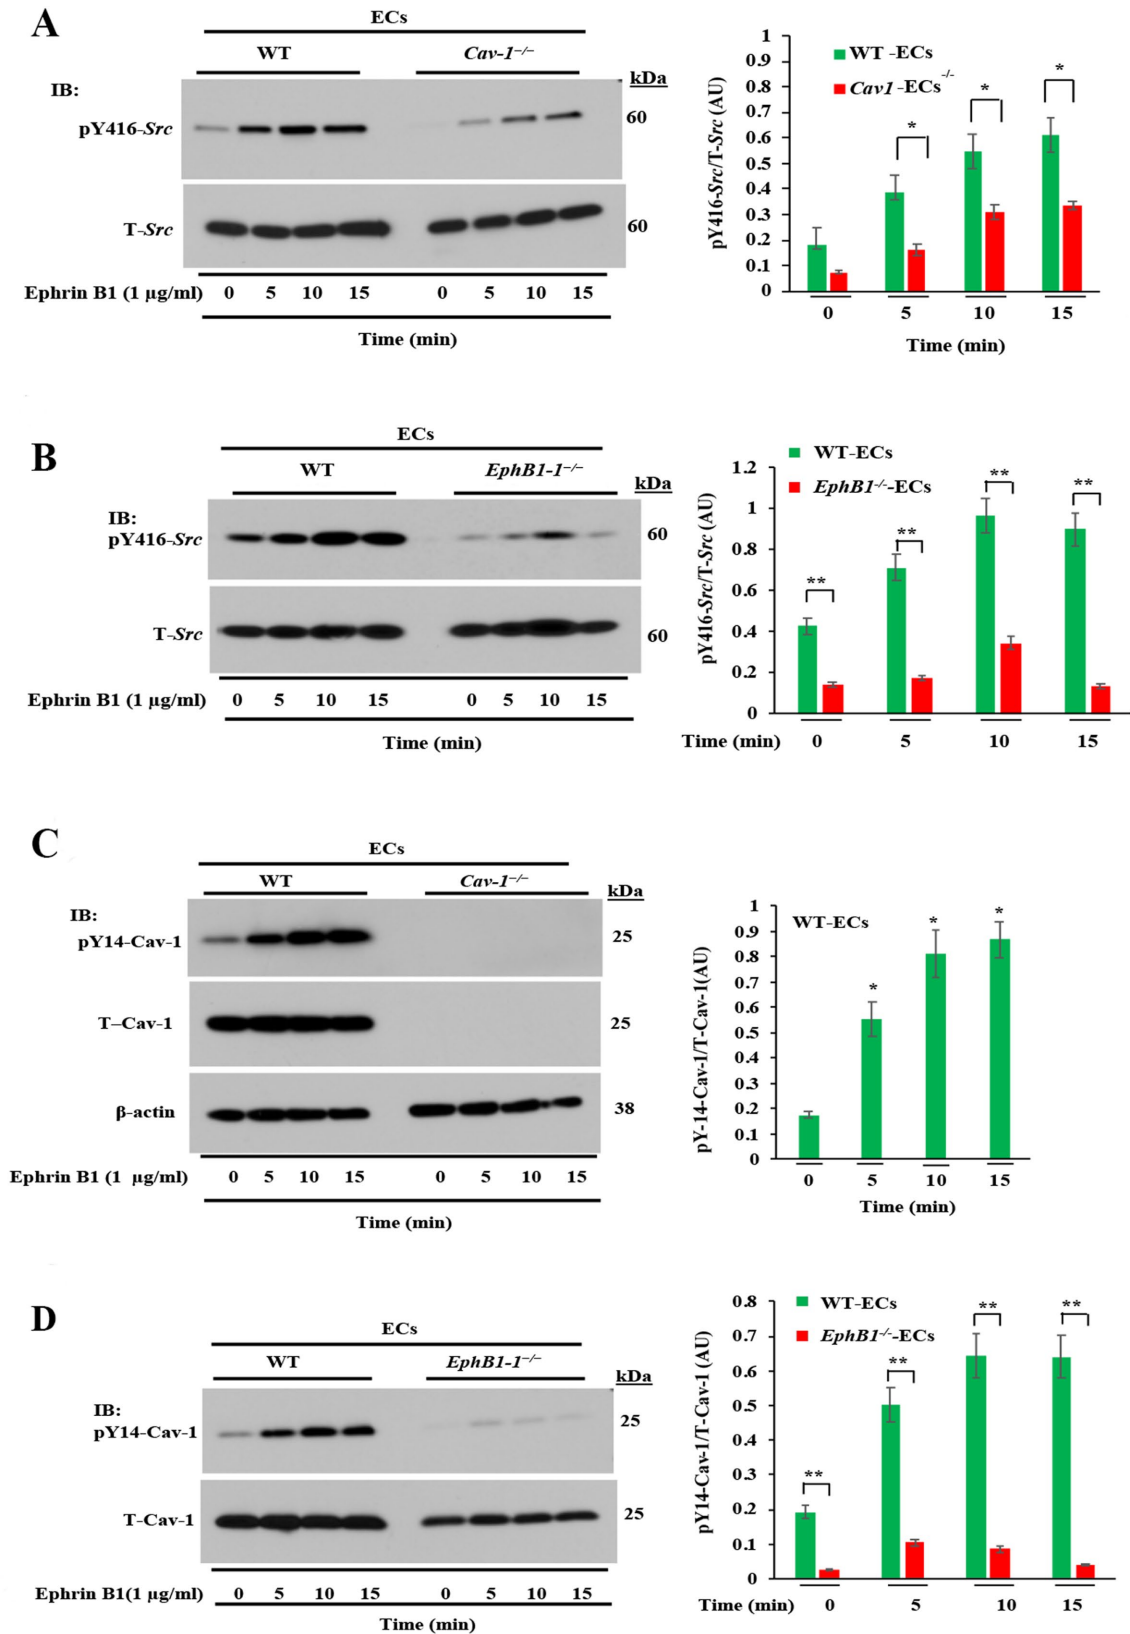 A
ECs
WT
Cav-1⁻/⁻
kDa
IB:
pY416-Src
60
T-Src
60
Ephrin B1 (1 µg/ml) 0 5 10 15 0 5 10 15
Time (min)
WT -ECs
Cav1 -ECs⁻/⁻
pY416-Src/T-Src (AU)
1
0.9
0.8
0.7
0.6
0.5
0.4
0.3
0.2
0.1
0
*
*
*
0 5 10 15
Time (min)
B
ECs
WT
EphB1-1⁻/⁻
kDa
IB:
pY416-Src
60
T-Src
60
Ephrin B1 (1 µg/ml) 0 5 10 15 0 5 10 15
Time (min)
WT-ECs
EphB1⁻/⁻-ECs
pY416-Src/T-Src (AU)
1.2
1
0.8
0.6
0.4
0.2
0
**
**
**
**
Time (min) 0 5 10 15
C
ECs
WT
Cav-1⁻/⁻
kDa
IB:
pY14-Cav-1
25
T–Cav-1
25
β-actin
38
Ephrin B1 (1 µg/ml) 0 5 10 15 0 5 10 15
Time (min)
WT-ECs
pY-14-Cav-1/T-Cav-1(AU)
1
0.9
0.8
0.7
0.6
0.5
0.4
0.3
0.2
0.1
0
*
*
*
0 5 10 15
Time (min)
D
ECs
WT
EphB1-1⁻/⁻
kDa
IB:
pY14-Cav-1
25
T-Cav-1
25
Ephrin B1(1 µg/ml) 0 5 10 15 0 5 10 15
Time (min)
WT-ECs
EphB1⁻/⁻-ECs
pY14-Cav-1/T-Cav-1 (AU)
0.8
0.7
0.6
0.5
0.4
0.3
0.2
0.1
0
**
**
**
**
Time (min) 0 5 10 15